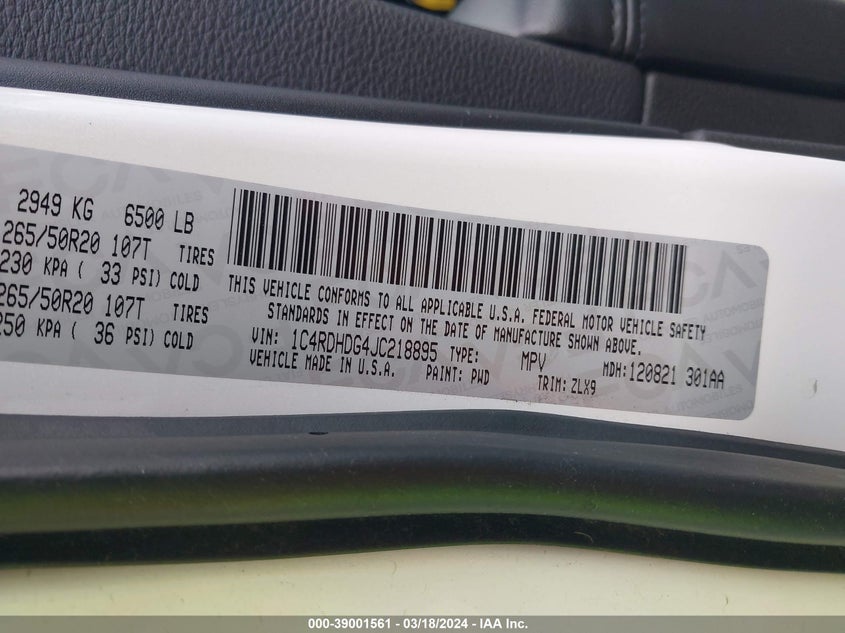 2949 KG 6500 LB
265/50R20 107T TIRES
230 KPA ( 33 PSI) COLD
265/50R20 107T TIRES
250 KPA ( 36 PSI) COLD
THIS VEHICLE CONFORMS TO ALL APPLICABLE U.S.A. FEDERAL MOTOR VEHICLE SAFETY
STANDARDS IN EFFECT ON THE DATE OF MANUFACTURE SHOWN ABOVE.
VIN: 1C4RDHDG4JC218895 TYPE: MPV MDH: 120821 301AA
VEHICLE MADE IN U.S.A. PAINT: PWD TRIM: ZLX9
000-39001561 - 03/18/2024 - IAA Inc.